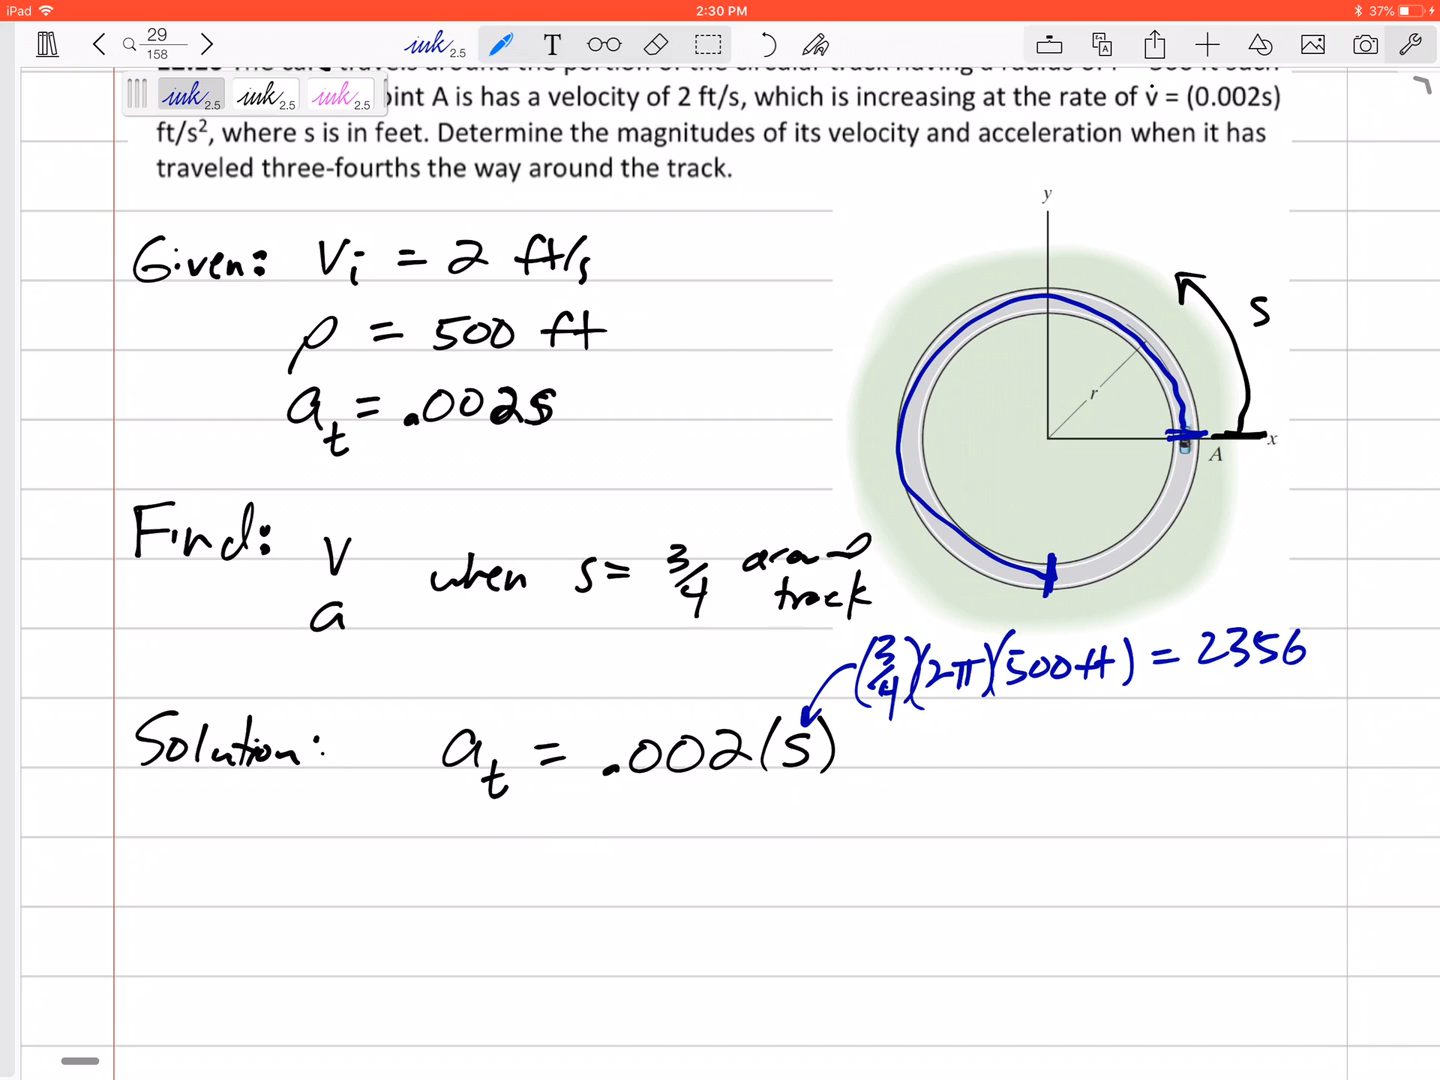 iPad
2:30 PM
37%
29
158
ink 2.5
T
ink 2.5 ink 2.5 ink 2.5
oint A is has a velocity of 2 ft/s, which is increasing at the rate of v̇ = (0.002s)
ft/s², where s is in feet. Determine the magnitudes of its velocity and acceleration when it has
traveled three-fourths the way around the track.
Given: Vi = 2 ft/s
ρ = 500 ft
at = .002s
y
s
r
A
x
Find: V
a
when s = 3/4 around
track
(3/4)(2π)(500ft) = 2356
Solution: at = .002(s)